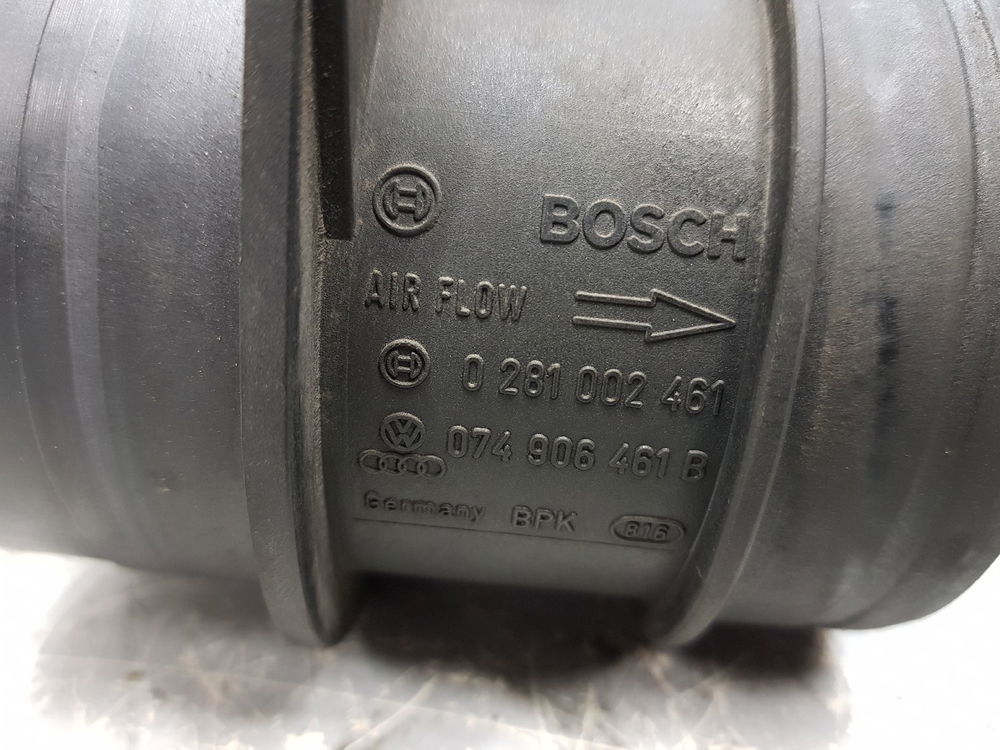 BOSCH
AIR FLOW
0 281 002 461
074 906 461 B
Germany BPK 816